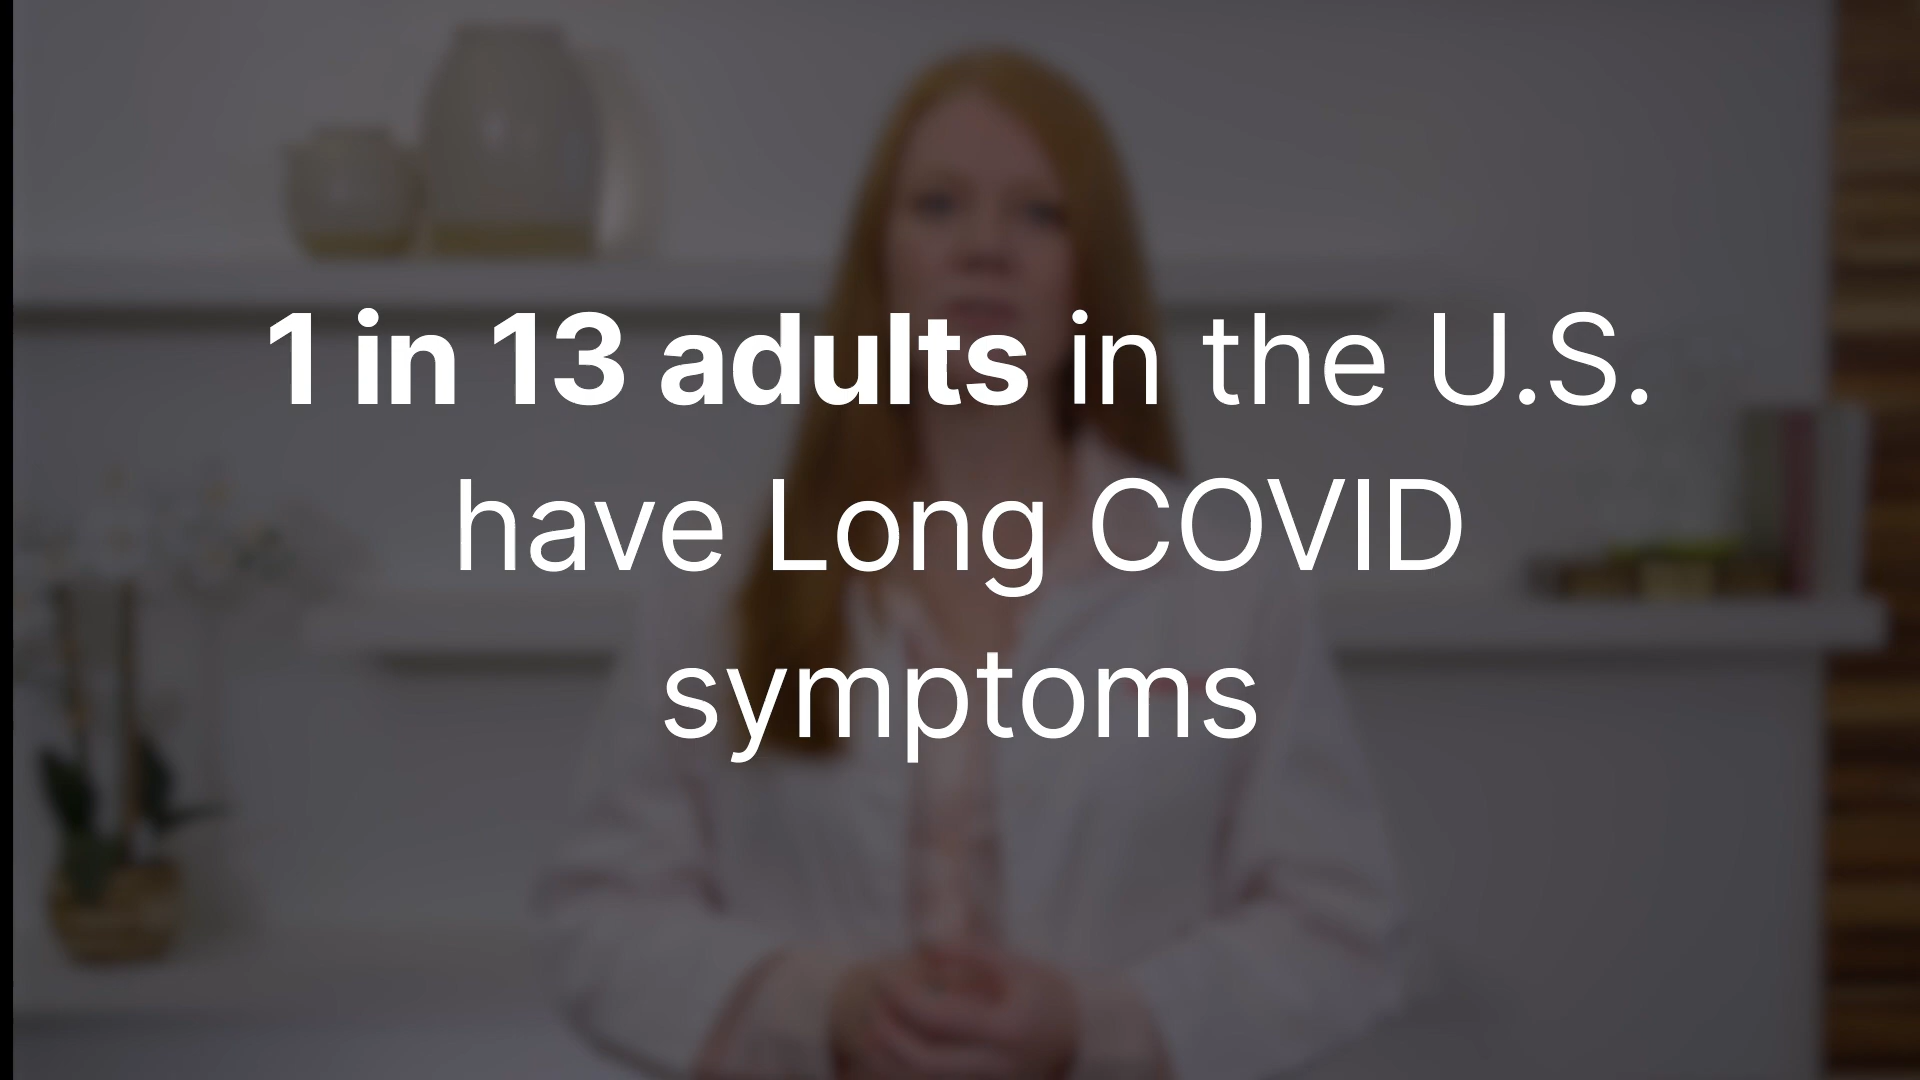 1 in 13 adults in the U.S.
have Long COVID
symptoms